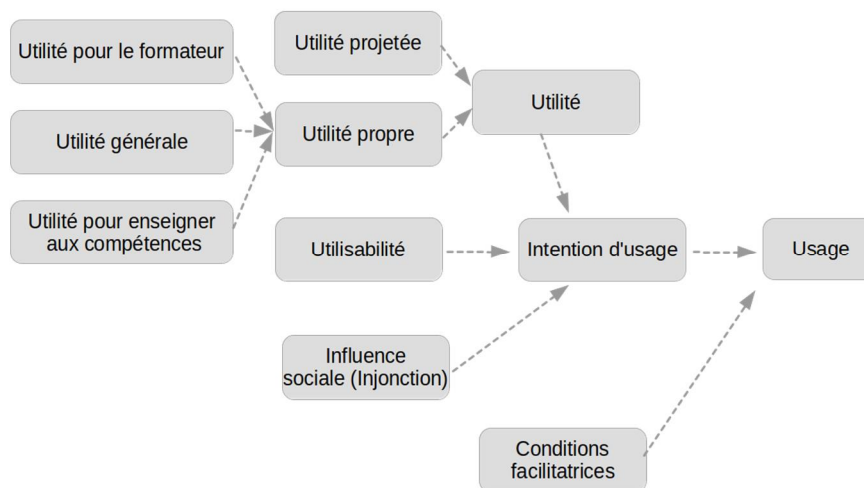 Utilité pour le formateur
Utilité projetée
Utilité
Utilité générale
Utilité propre
Utilité pour enseigner
aux compétences
Utilisabilité
Intention d'usage
Usage
Influence
sociale (Injonction)
Conditions
facilitatrices